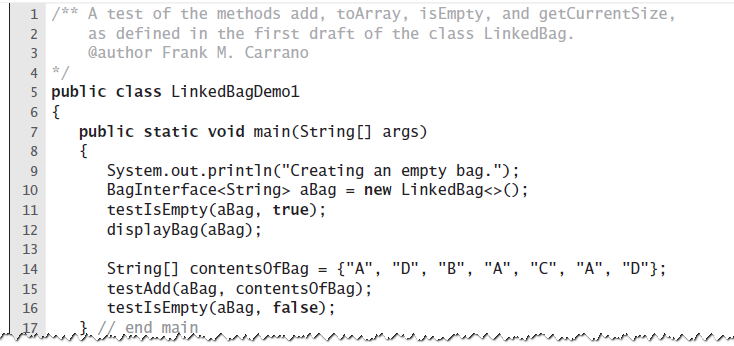 1 /** A test of the methods add, toArray, isEmpty, and getCurrentSize,
2 as defined in the first draft of the class LinkedBag.
3 @author Frank M. Carrano
4 */
5 public class LinkedBagDemo1
6 {
7 public static void main(String[] args)
8 {
9 System.out.println("Creating an empty bag.");
10 BagInterface<String> aBag = new LinkedBag<>();
11 testIsEmpty(aBag, true);
12 displayBag(aBag);
13
14 String[] contentsOfBag = {"A", "D", "B", "A", "C", "A", "D"};
15 testAdd(aBag, contentsOfBag);
16 testIsEmpty(aBag, false);
17 } // end main